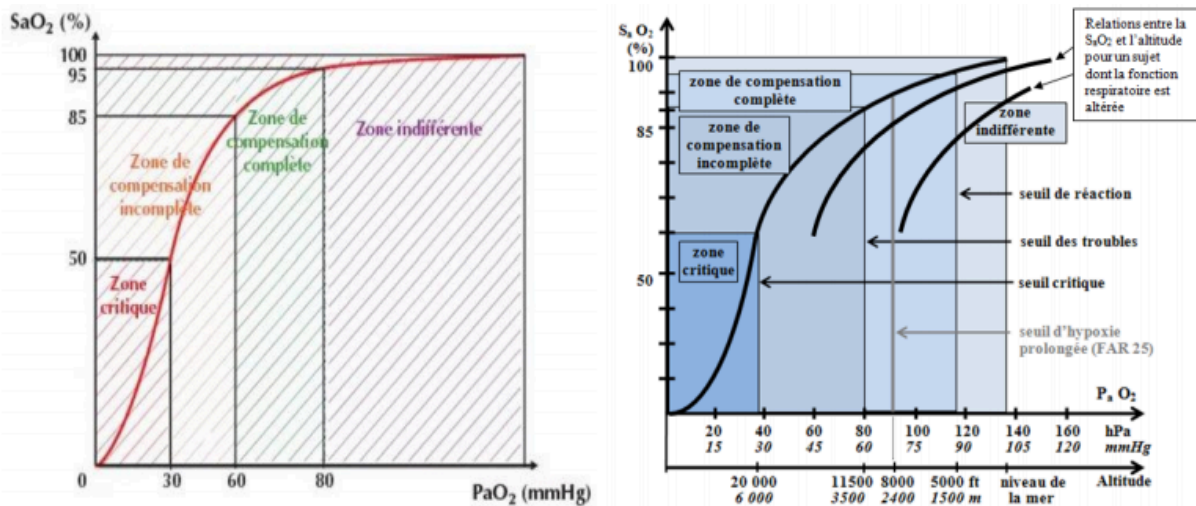 SaO2 (%)
100
95
85
50
0
30
60
80
PaO2 (mmHg)
Zone de
compensation
incomplète
Zone de
compensation
complète
Zone indifférente
Zone
critique
Sa O2
(%)
100
85
50
zone de compensation
complète
zone de
compensation
incomplète
zone
critique
zone
indifférente
Relations entre la
SaO2 et l'altitude
pour un sujet
dont la fonction
respiratoire est
altérée
seuil de réaction
seuil des troubles
seuil critique
seuil d'hypoxie
prolongée (FAR 25)
Pa O2
20 40 60 80 100 120 140 160 hPa
15 30 45 60 75 90 105 120 mmHg
20 000 11500 8000 5000 ft niveau de Altitude
6 000 3500 2400 1500 m la mer